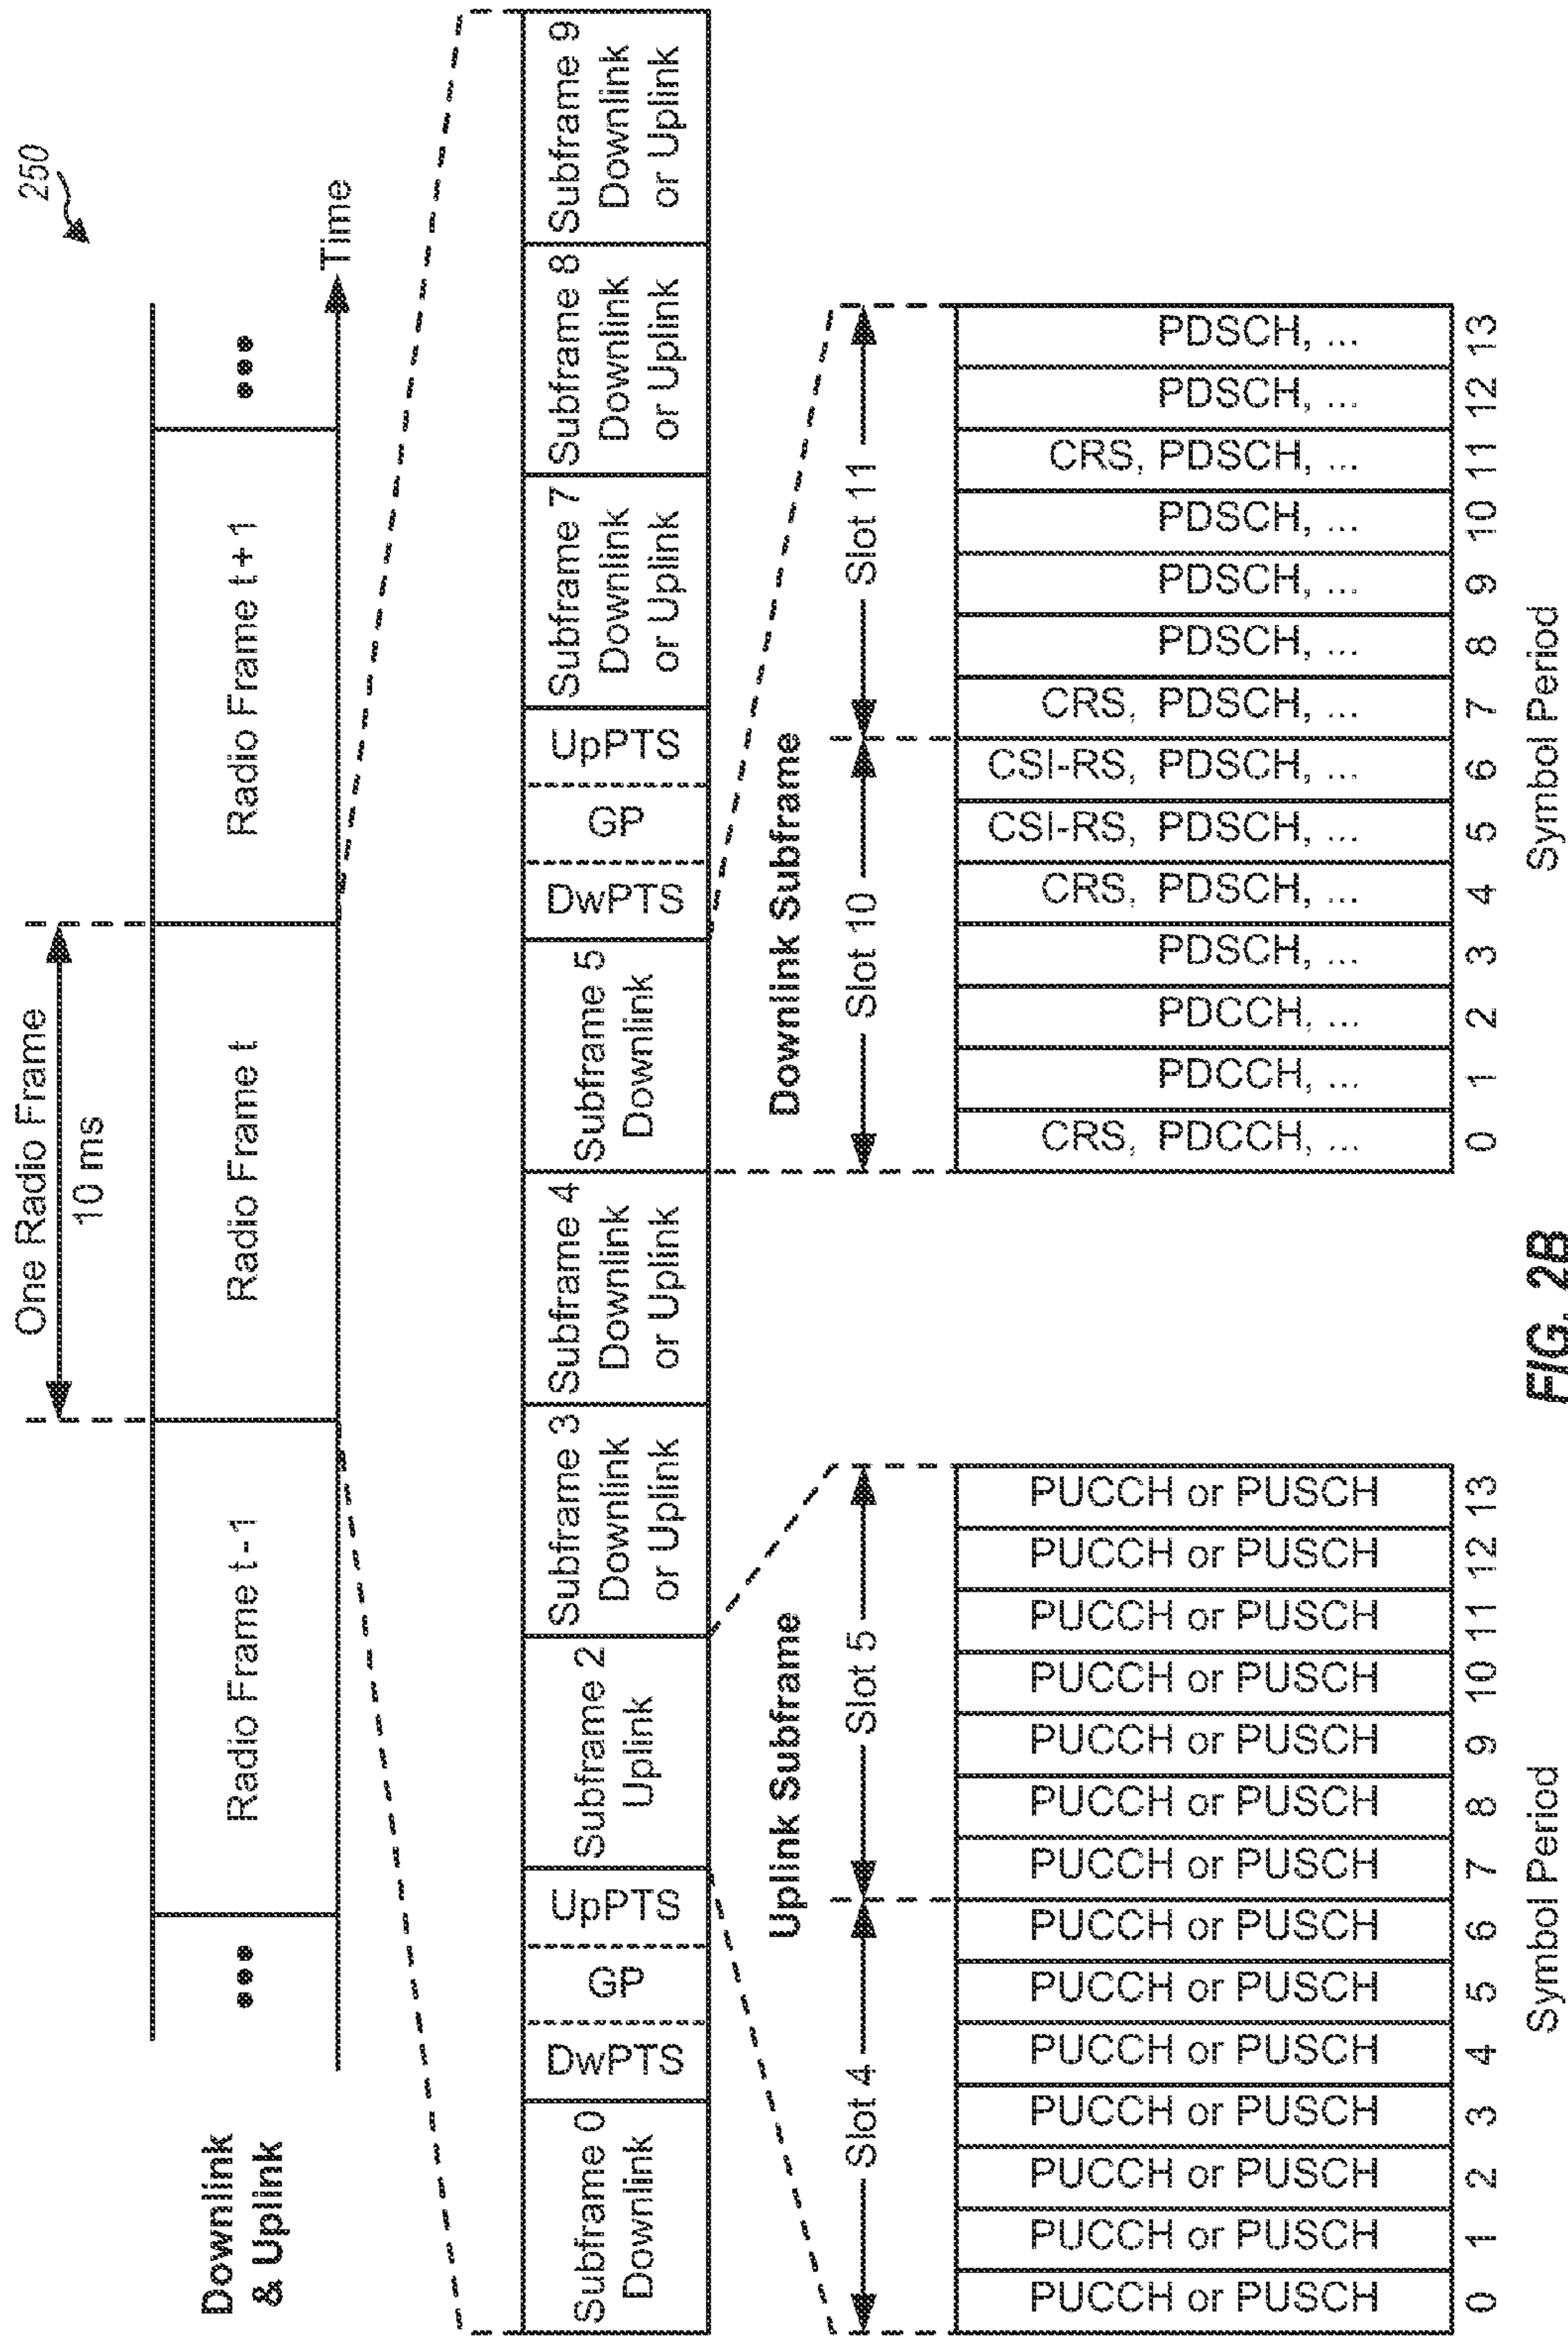 250
One Radio Frame
10 ms
Downlink
& Uplink
•••
Radio Frame t-1
Radio Frame t
Radio Frame t+1
•••
Time
Subframe 0
Downlink
DwPTS
GP
UpPTS
Subframe 2
Uplink
Subframe 3
Downlink
or Uplink
Subframe 4
Downlink
or Uplink
Subframe 5
Downlink
DwPTS
GP
UpPTS
Subframe 7
Downlink
or Uplink
Subframe 8
Downlink
or Uplink
Subframe 9
Downlink
or Uplink
Uplink Subframe
Slot 4
Slot 5
PUCCH or PUSCH
PUCCH or PUSCH
PUCCH or PUSCH
PUCCH or PUSCH
PUCCH or PUSCH
PUCCH or PUSCH
PUCCH or PUSCH
PUCCH or PUSCH
PUCCH or PUSCH
PUCCH or PUSCH
PUCCH or PUSCH
PUCCH or PUSCH
PUCCH or PUSCH
PUCCH or PUSCH
0 1 2 3 4 5 6 7 8 9 10 11 12 13
Symbol Period
Downlink Subframe
Slot 10
Slot 11
CRS, PDCCH, ...
PDCCH, ...
PDCCH, ...
PDSCH, ...
CRS, PDSCH, ...
CSI-RS, PDSCH, ...
CSI-RS, PDSCH, ...
CRS, PDSCH, ...
PDSCH, ...
PDSCH, ...
PDSCH, ...
CRS, PDSCH, ...
PDSCH, ...
PDSCH, ...
0 1 2 3 4 5 6 7 8 9 10 11 12 13
Symbol Period
FIG. 2B